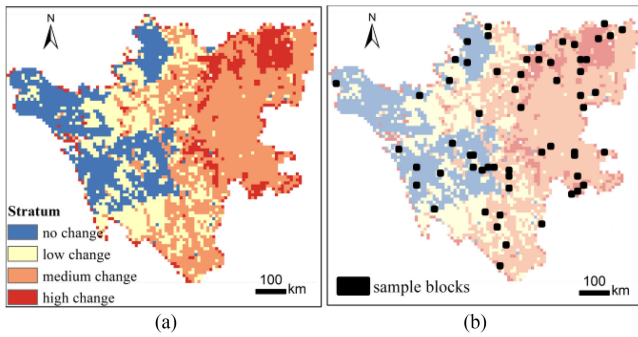 N
Stratum
no change
low change
medium change
high change
100
km
(a)
N
sample blocks
100
km
(b)